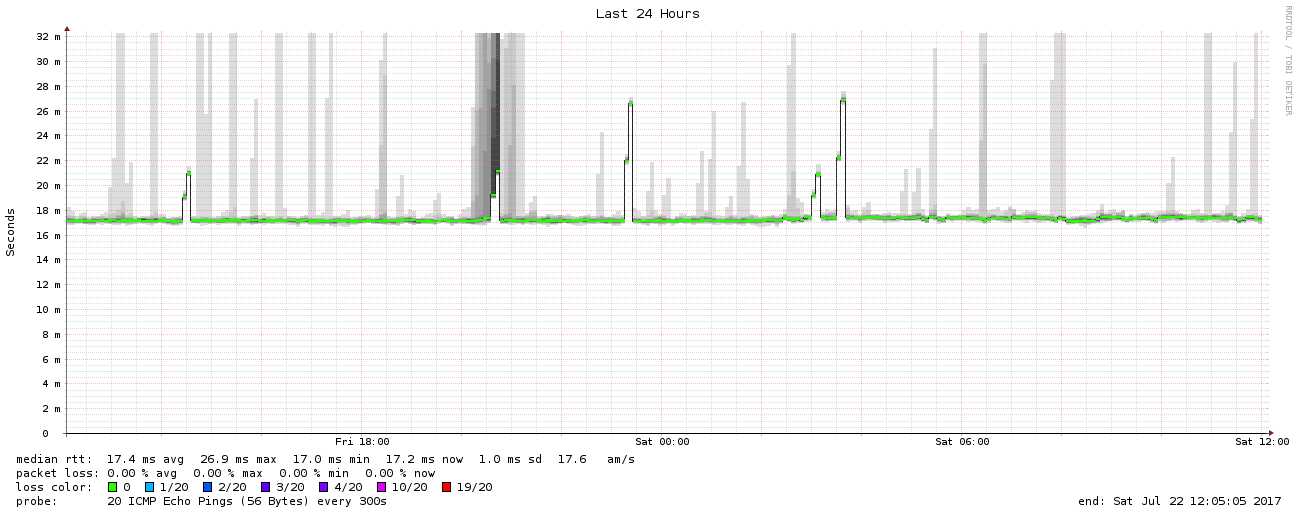 Last 24 Hours
RRDTOOL / TOBI OETIKER
Seconds
32 m
30 m
28 m
26 m
24 m
22 m
20 m
18 m
16 m
14 m
12 m
10 m
8 m
6 m
4 m
2 m
0
Fri 18:00 Sat 00:00 Sat 06:00 Sat 12:00
median rtt: 17.4 ms avg 26.9 ms max 17.0 ms min 17.2 ms now 1.0 ms sd 17.6 am/s
packet loss: 0.00 % avg 0.00 % max 0.00 % min 0.00 % now
loss color: 0 1/20 2/20 3/20 4/20 10/20 19/20
probe: 20 ICMP Echo Pings (56 Bytes) every 300s end: Sat Jul 22 12:05:05 2017